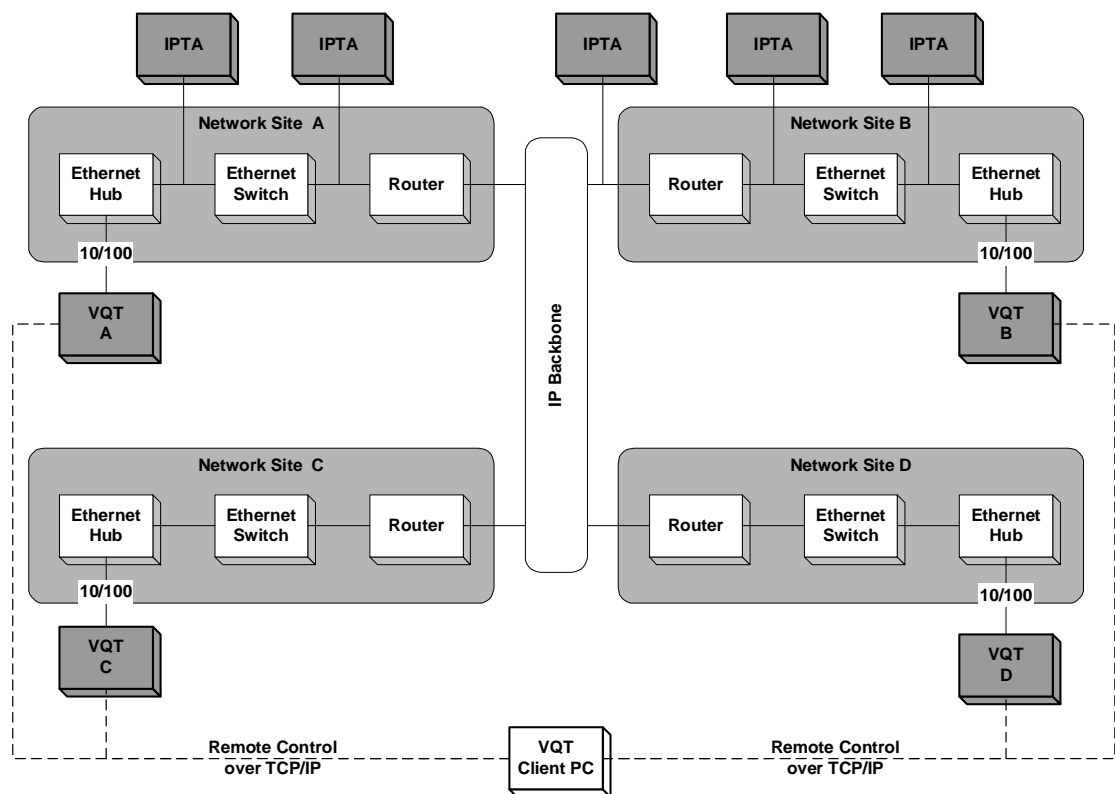 IPTA
IPTA
IPTA
IPTA
IPTA
Network Site A
Network Site B
Ethernet
Hub
Ethernet
Switch
Router
Router
Ethernet
Switch
Ethernet
Hub
10/100
10/100
VQT
A
VQT
B
IP Backbone
Network Site C
Network Site D
Ethernet
Hub
Ethernet
Switch
Router
Router
Ethernet
Switch
Ethernet
Hub
10/100
10/100
VQT
C
VQT
D
Remote Control
over TCP/IP
VQT
Client PC
Remote Control
over TCP/IP